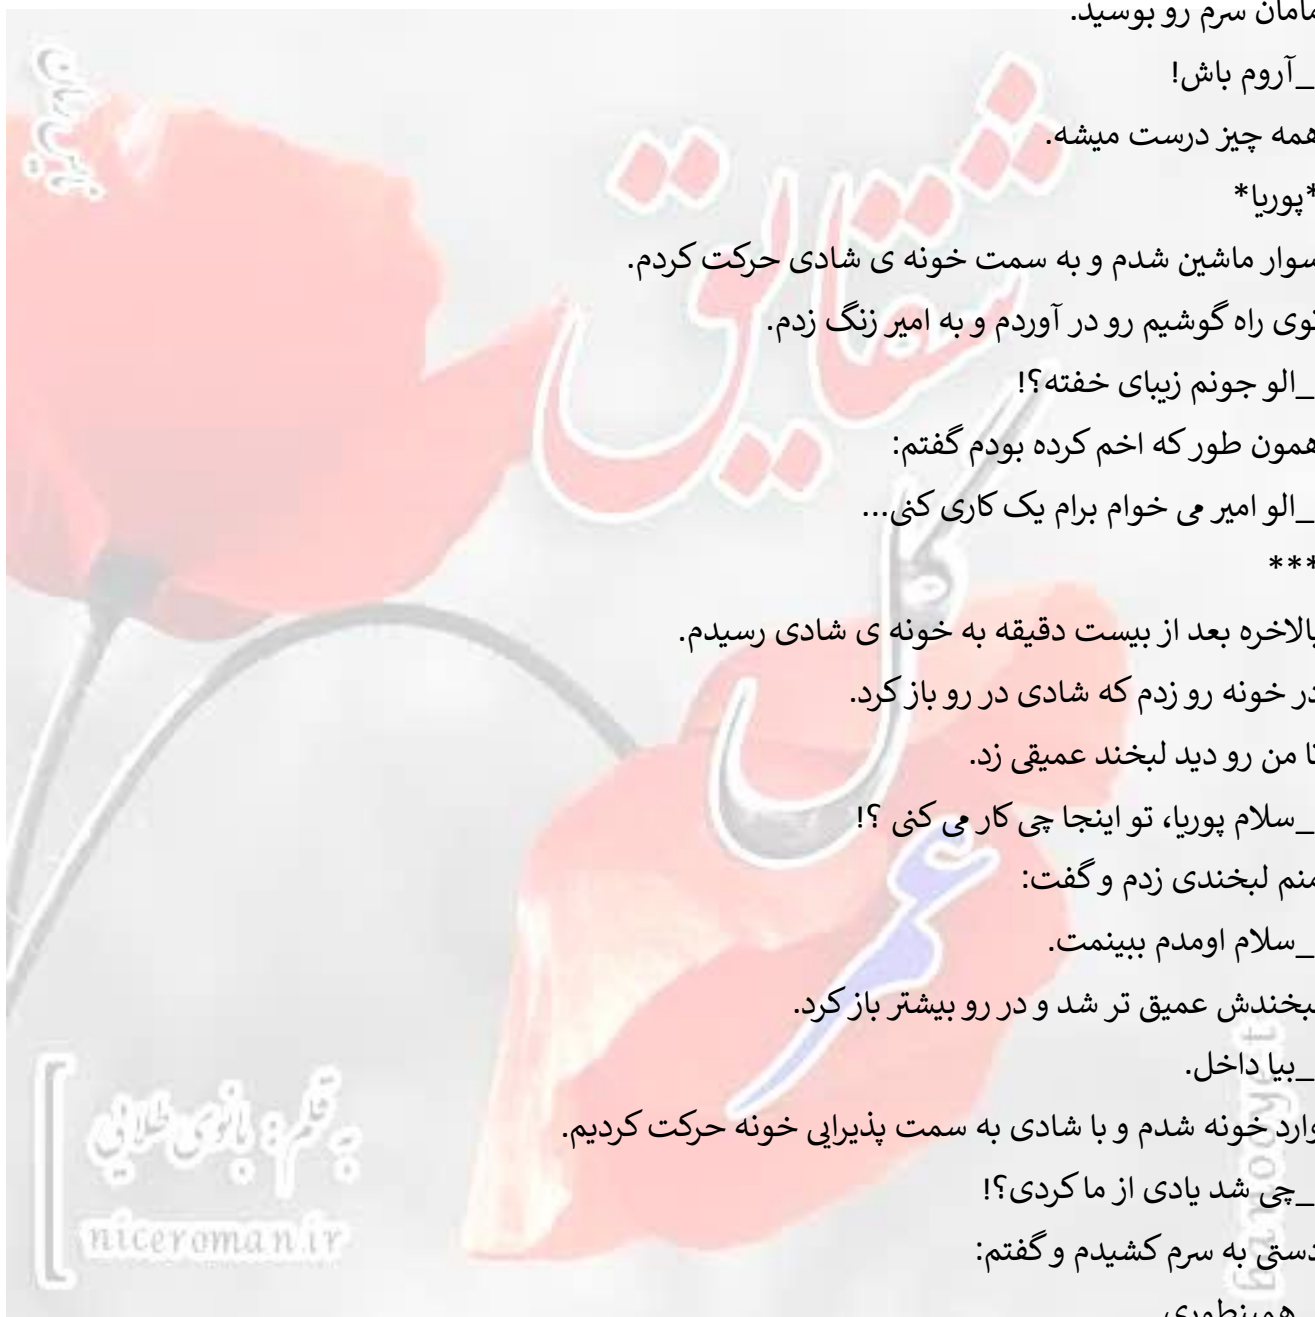 مامان سرم رو بوسید.
_آروم باش!
همه چیز درست میشه.
*پوریا*
سوار ماشین شدم و به سمت خونه ی شادی حرکت کردم.
توی راه گوشیم رو در آوردم و به امیر زنگ زدم.
_الو جونم زیبای خفته؟!
همون طور که اخم کرده بودم گفتم:
_الو امیر می خوام برام یک کاری کنی...
***
بالاخره بعد از بیست دقیقه به خونه ی شادی رسیدم.
در خونه رو زدم که شادی در رو باز کرد.
تا من رو دید لبخند عمیقی زد.
_سلام پوریا، تو اینجا چی کار می کنی ؟!
منم لبخندی زدم و گفت:
_سلام اومدم ببینمت.
لبخندش عمیق تر شد و در رو بیشتر باز کرد.
_بیا داخل.
وارد خونه شدم و با شادی به سمت پذیرایی خونه حرکت کردیم.
_چی شد یادی از ما کردی؟!
دستی به سرم کشیدم و گفتم:
_همینطوری
شقایق
گل
عمر
به قلم: بانوی طلایی
niceroman.ir